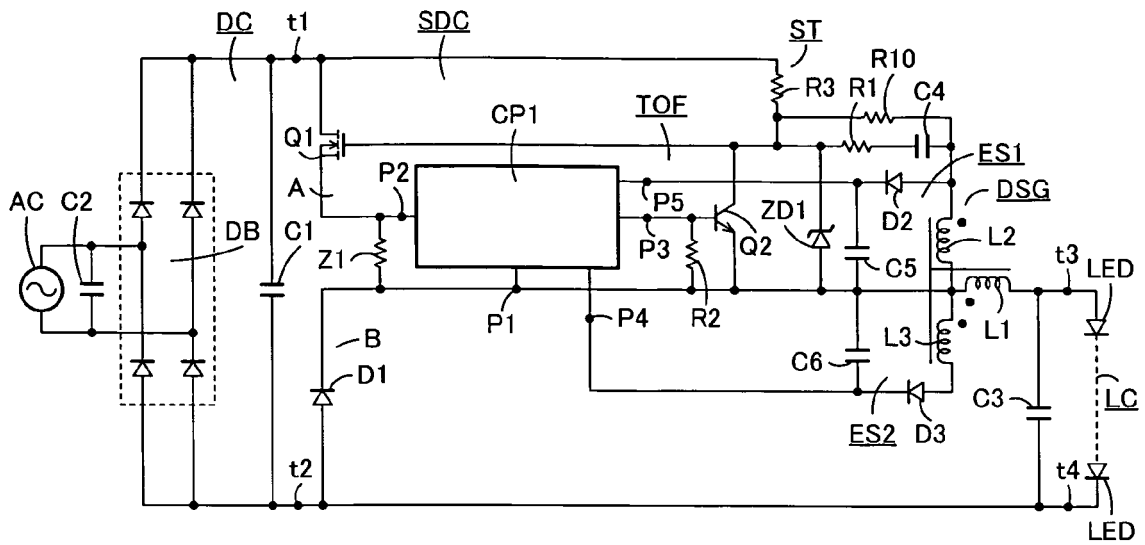 DC
t1
SDC
ST
R10
R3
R1
C4
TOF
CP1
Q1
ES1
A
P2
P5
D2
DSG
AC
C2
P3
ZD1
DB
C1
Q2
L2
Z1
C5
t3
LED
P1
R2
P4
L3
L1
B
C6
D1
C3
LC
ES2
D3
t2
t4
LED